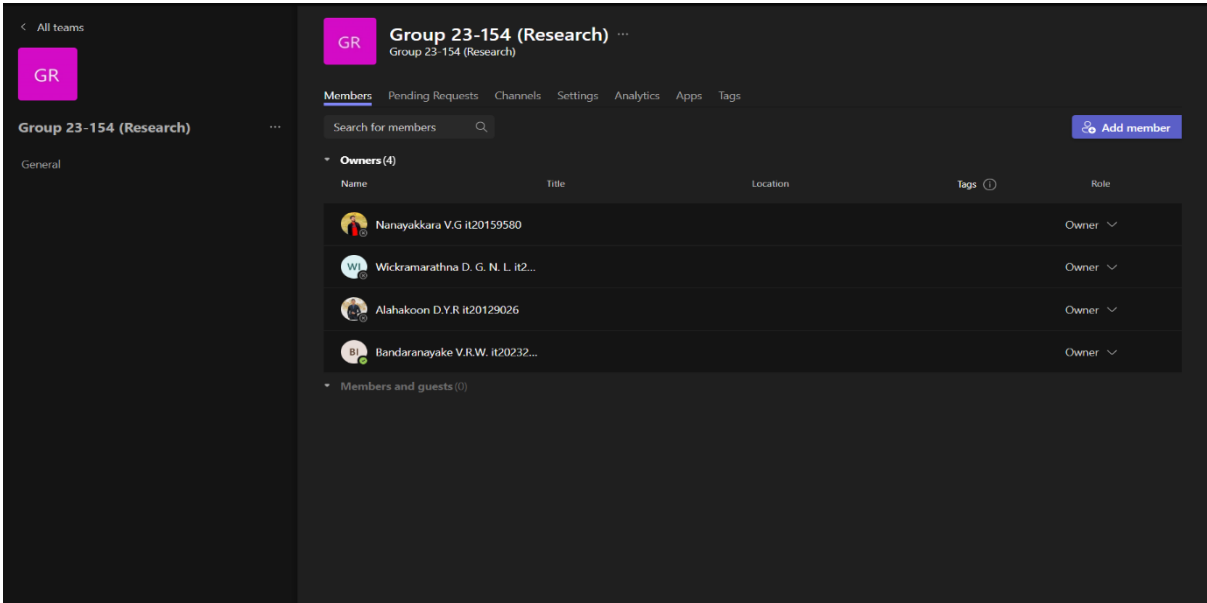 All teams
GR
Group 23-154 (Research) ...
General
GR
Group 23-154 (Research) ...
Group 23-154 (Research)
Members Pending Requests Channels Settings Analytics Apps Tags
Search for members
Add member
Owners (4)
Name Title Location Tags Role
Nanayakkara V.G it20159580 Owner
WI Wickramarathna D. G. N. L. it2... Owner
Alahakoon D.Y.R it20129026 Owner
BI Bandaranayake V.R.W. it20232... Owner
Members and guests (0)